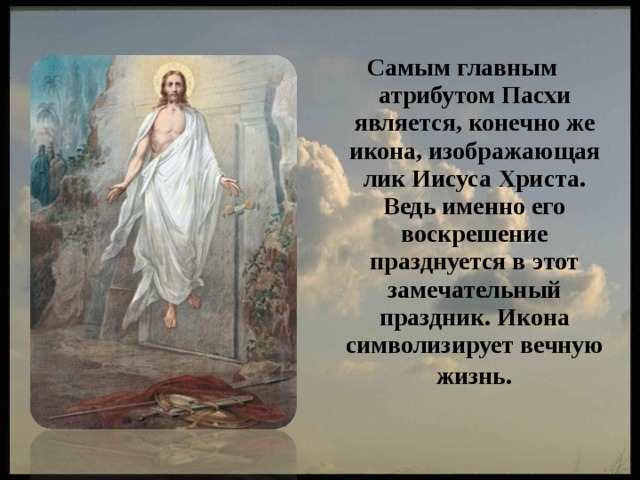 Самым главным
атрибутом Пасхи
является, конечно же
икона, изображающая
лик Иисуса Христа.
Ведь именно его
воскрешение
празднуется в этот
замечательный
праздник. Икона
символизирует вечную
жизнь.